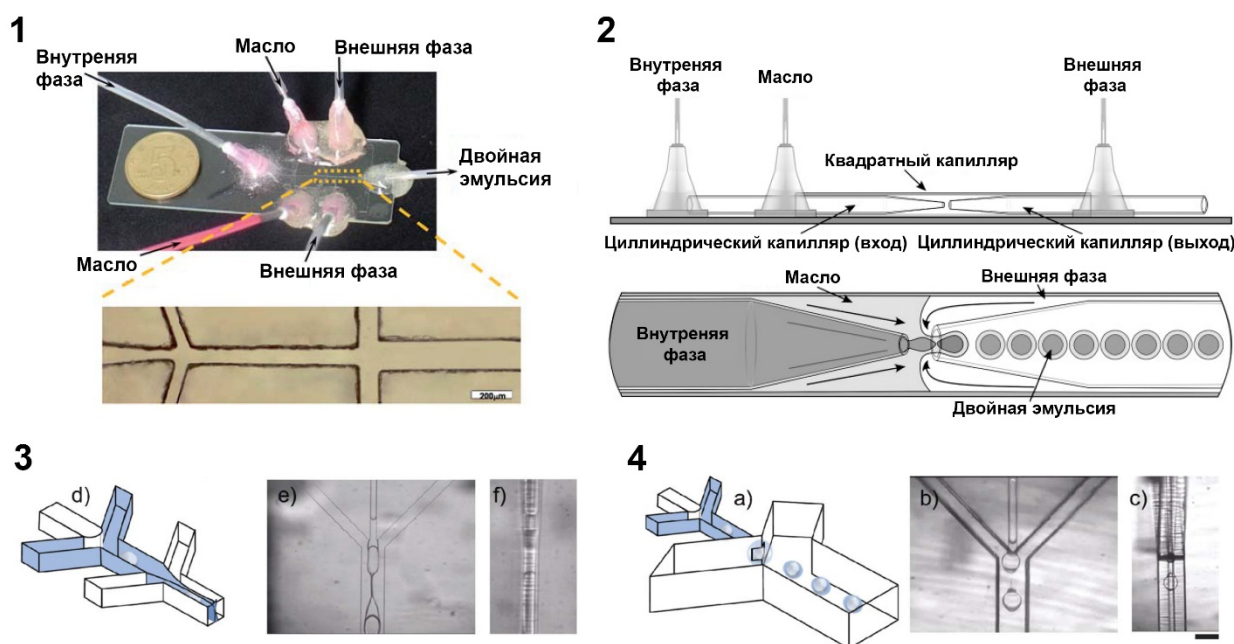 1
Внутреняя
фаза
Масло
Внешняя фаза
Двойная
эмульсия
Масло
Внешняя фаза
5
200µm
2
Внутреняя
фаза
Масло
Внешняя
фаза
Квадратный капилляр
Циллиндрический капилляр (вход)
Циллиндрический капилляр (выход)
Масло
Внешняя фаза
Внутреняя
фаза
Двойная эмульсия
3
d)
e)
f)
4
a)
b)
c)